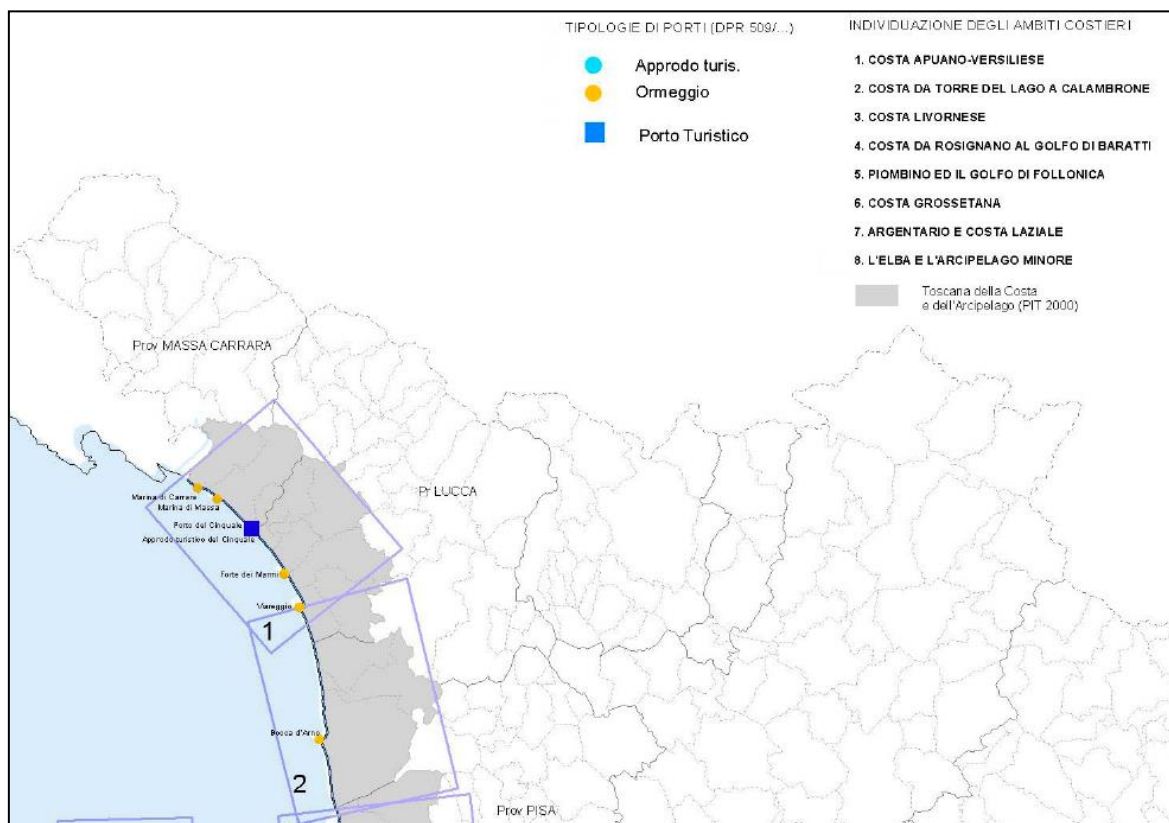 TIPOLOGIE DI PORTI (DPR 509/...)
Approdo turis.
Ormeggio
Porto Turistico
INDIVIDUAZIONE DEGLI AMBITI COSTIERI
1. COSTA APUANO-VERSILIESE
2. COSTA DA TORRE DEL LAGO A CALAMBRONE
3. COSTA LIVORNESE
4. COSTA DA ROSIGNANO AL GOLFO DI BARATTI
5. PIOMBINO ED IL GOLFO DI FOLLONICA
6. COSTA GROSSETANA
7. ARGENTARIO E COSTA LAZIALE
8. L'ELBA E L'ARCIPELAGO MINORE
Toscana della Costa
e dell'Arcipelago (PIT 2000)
Prov MASSA CARRARA
Pr LUCCA
Marina di Carrara
Marina di Massa
Porto del Cinquale
Approdo turistico del Cinquale
Forte dei Marmi
Viareggio
1
Bocca d'Arno
2
Prov PISA